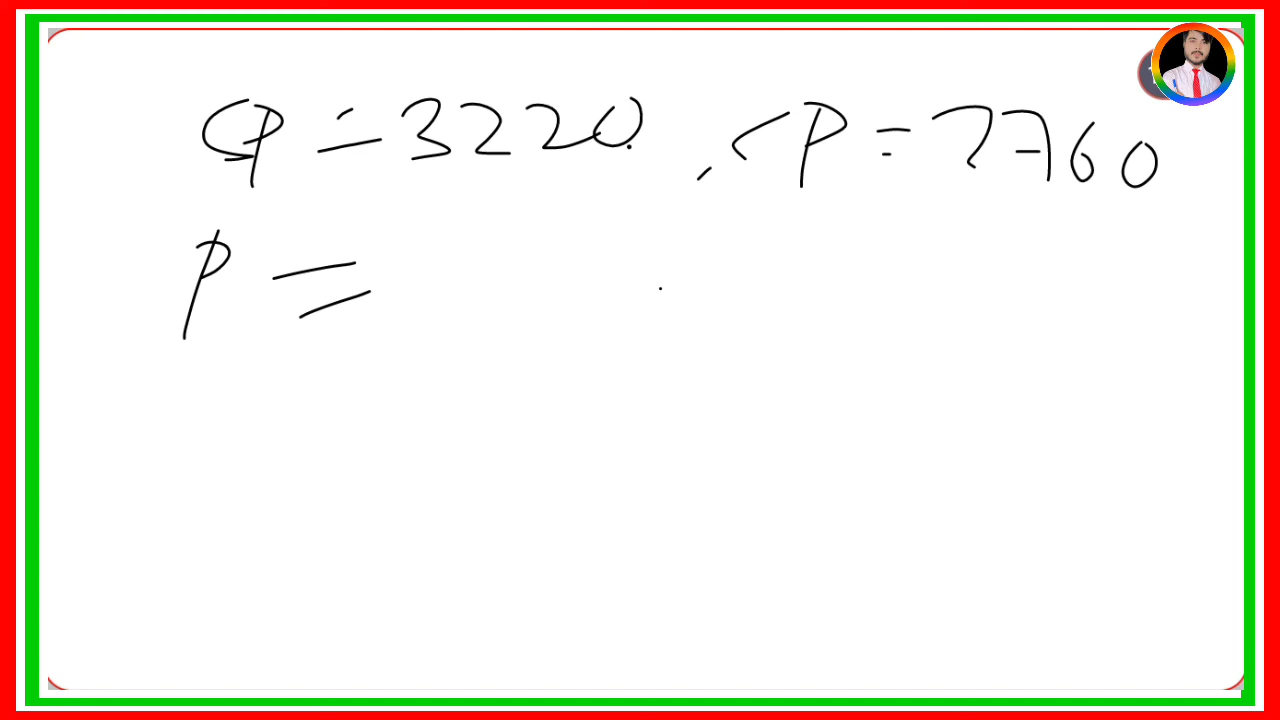 SP = 3220, CP = 2760
P =